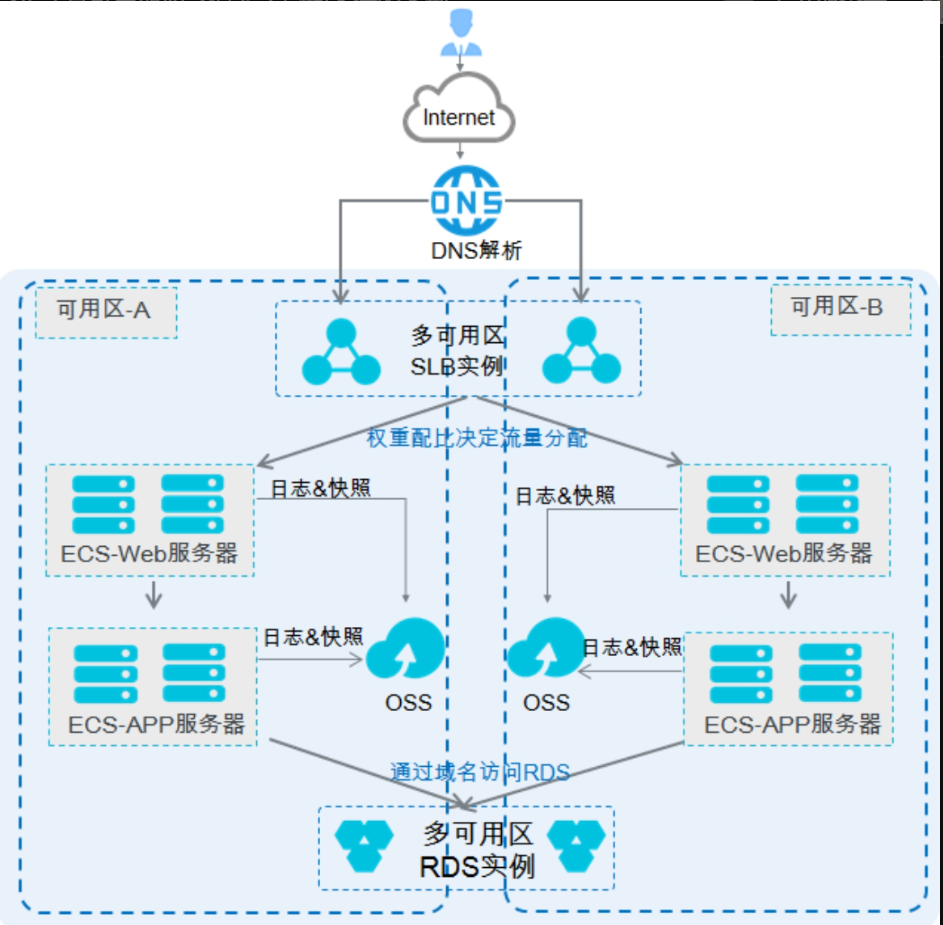 Internet
DNS
DNS解析
可用区-A
可用区-B
多可用区
SLB实例
权重配比决定流量分配
日志&快照
日志&快照
ECS-Web服务器
ECS-Web服务器
日志&快照
日志&快照
OSS
OSS
ECS-APP服务器
ECS-APP服务器
通过域名访问RDS
多可用区
RDS实例